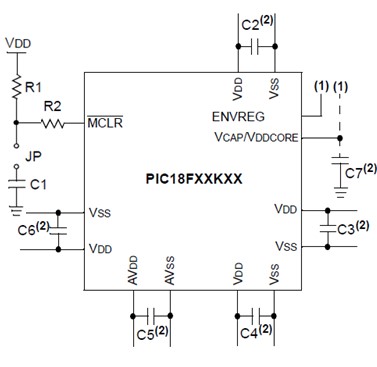 C2(2)
VDD
VDD
VSS
(1) (1)
R1
ENVREG
R2
MCLR
VCAP/VDDCORE
JP
C1
PIC18FXXKXX
C7(2)
VSS
VDD
C6(2)
C3(2)
VDD
VSS
AVDD
AVSS
VDD
VSS
C5(2)
C4(2)